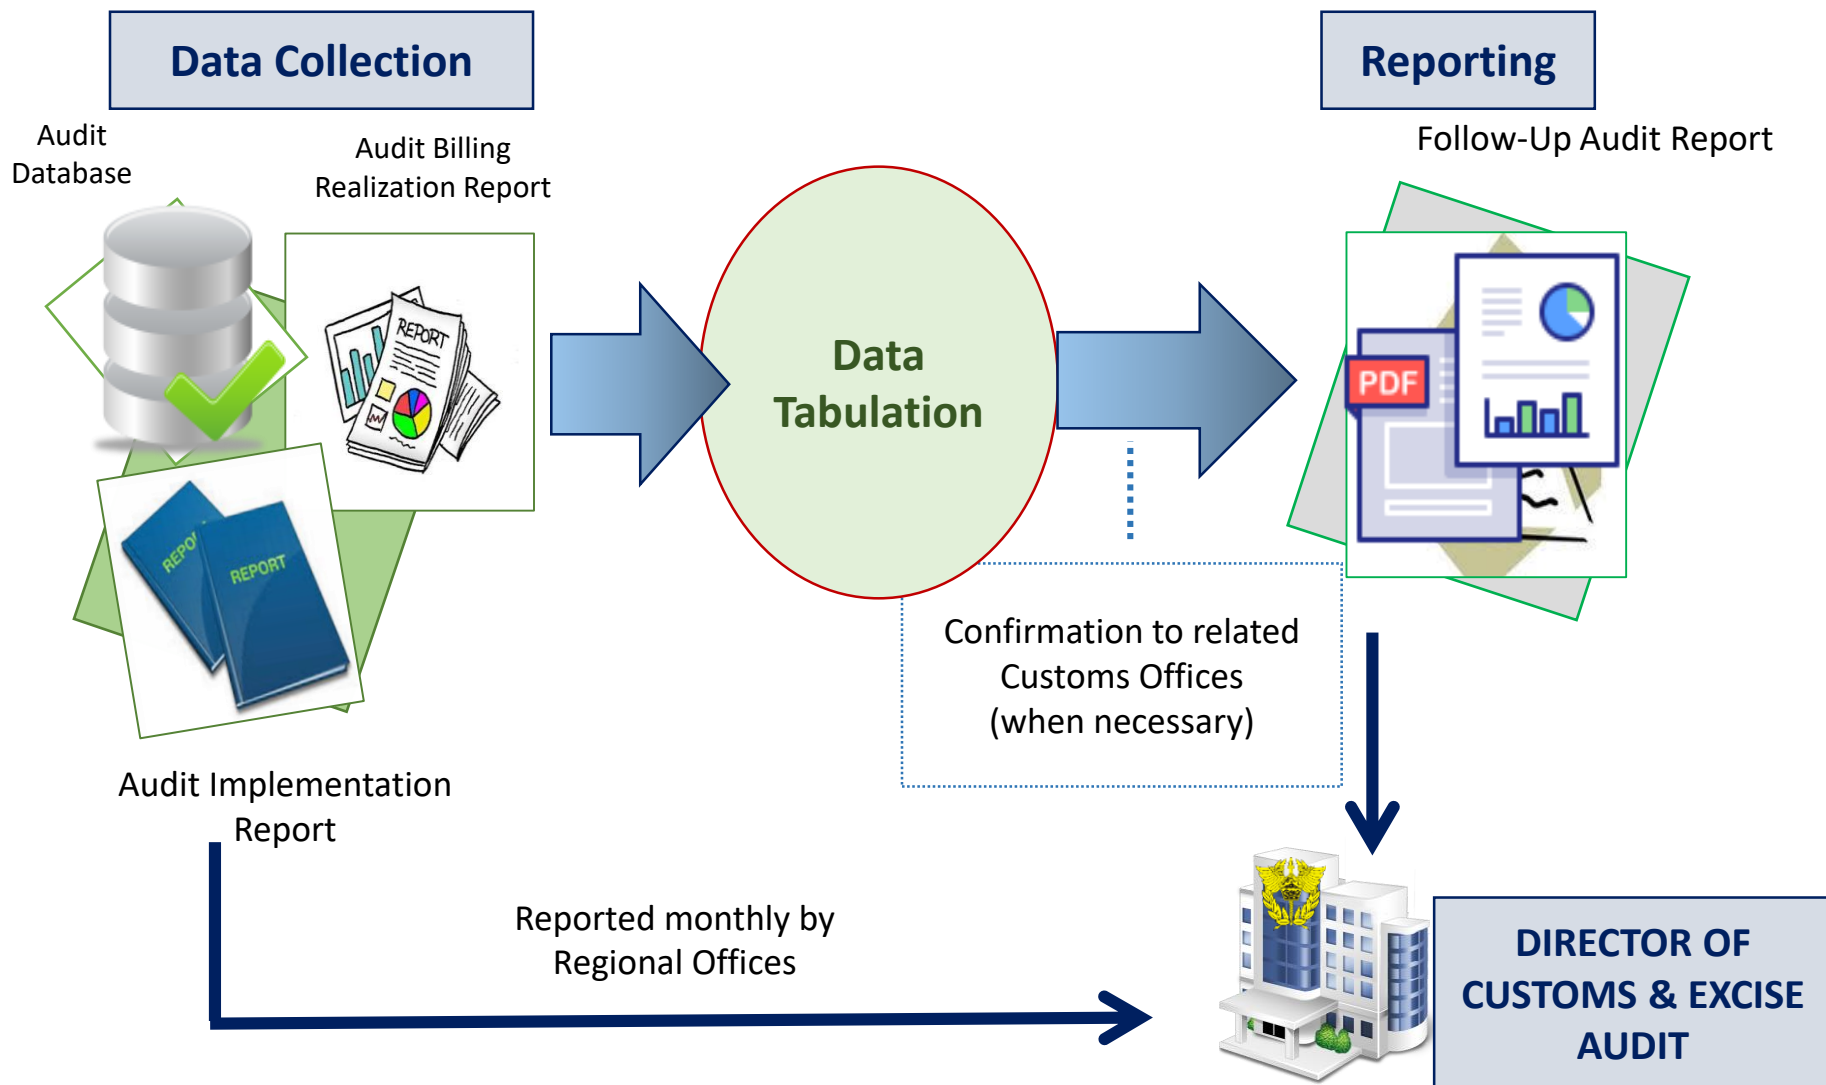 Data Collection
Reporting
Audit
Database
Audit Billing
Realization Report
Follow-Up Audit Report
REPORT
Data
Tabulation
PDF
REPORT
REPORT
Confirmation to related
Customs Offices
(when necessary)
Audit Implementation
Report
Reported monthly by
Regional Offices
DIRECTOR OF
CUSTOMS & EXCISE
AUDIT